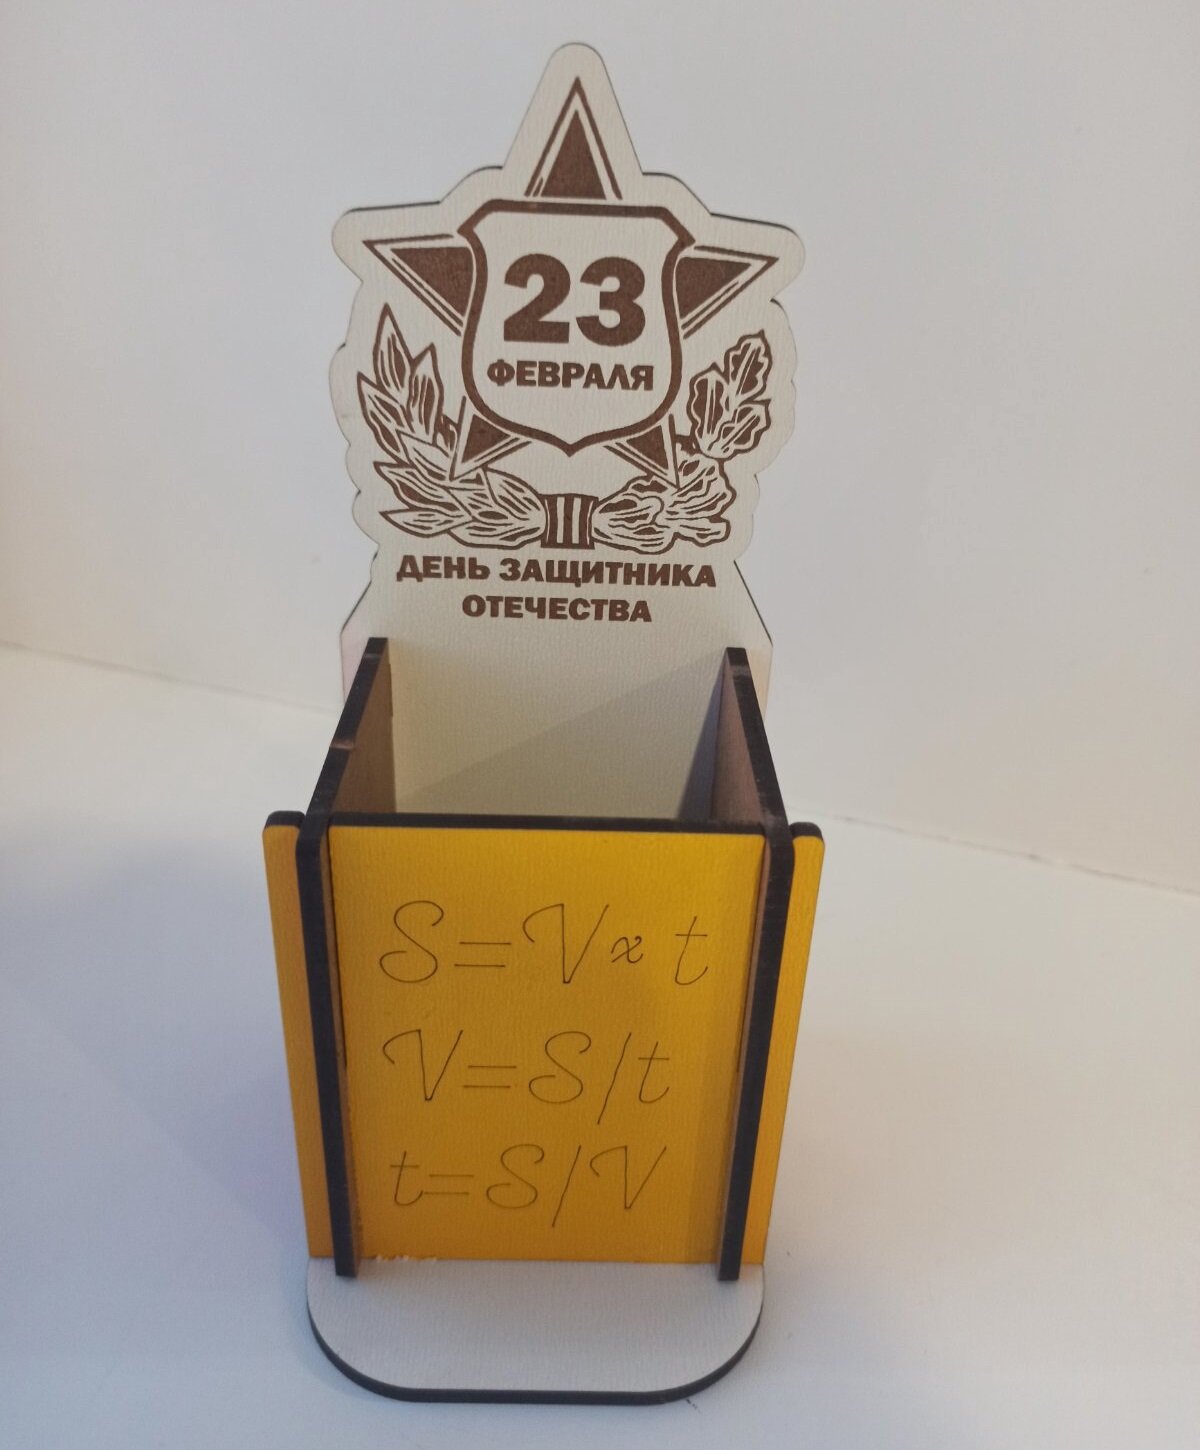 23
ФЕВРАЛЯ
ДЕНЬ ЗАЩИТНИКА
ОТЕЧЕСТВА
S=V x t
V=S/t
t=S/V